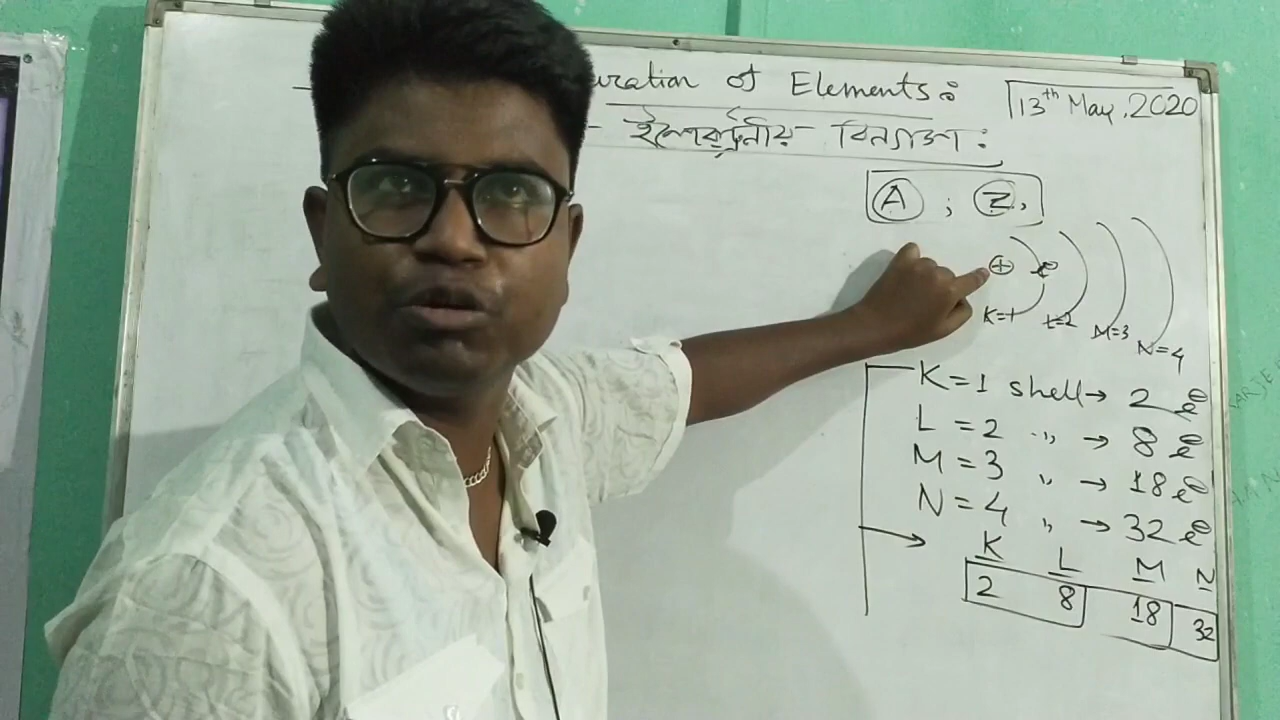 uration of Elements:
13th May, 2020
- ইলেকট্রনীয় - বিন্যাস :
A ; Z,
+ e
K=1 L=2 M=3 N=4
K = 1 shell → 2 e
L = 2 ,, → 8 e
M = 3 ,, → 18 e
N = 4 ,, → 32 e
K L M N
2 8 18 32